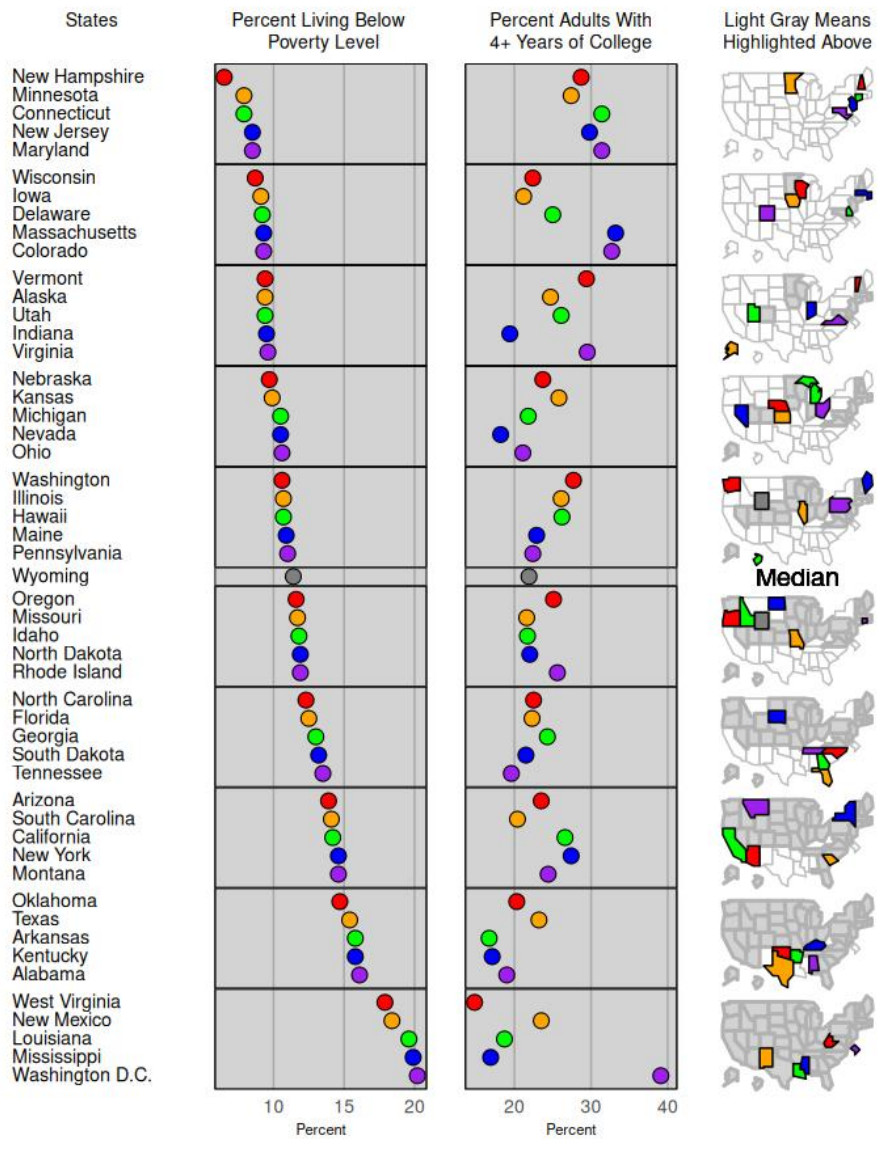 States
Percent Living Below
Poverty Level
Percent Adults With
4+ Years of College
Light Gray Means
Highlighted Above
New Hampshire
Minnesota
Connecticut
New Jersey
Maryland
Wisconsin
Iowa
Delaware
Massachusetts
Colorado
Vermont
Alaska
Utah
Indiana
Virginia
Nebraska
Kansas
Michigan
Nevada
Ohio
Washington
Illinois
Hawaii
Maine
Pennsylvania
Wyoming
Median
Oregon
Missouri
Idaho
North Dakota
Rhode Island
North Carolina
Florida
Georgia
South Dakota
Tennessee
Arizona
South Carolina
California
New York
Montana
Oklahoma
Texas
Arkansas
Kentucky
Alabama
West Virginia
New Mexico
Louisiana
Mississippi
Washington D.C.
10 15 20
20 30 40
Percent
Percent